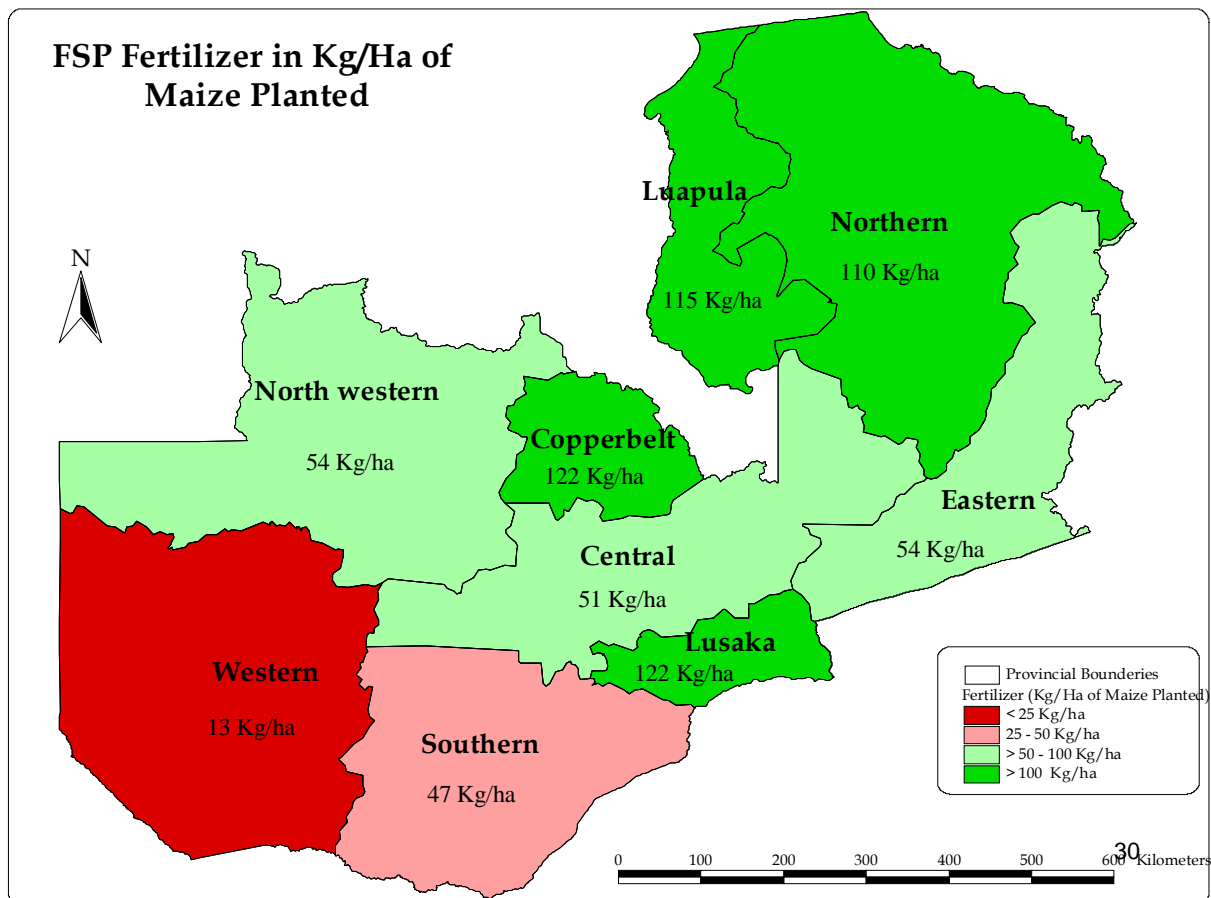 FSP Fertilizer in Kg/Ha of
Maize Planted
N
Luapula
115 Kg/ha
Northern
110 Kg/ha
North western
54 Kg/ha
Copperbelt
122 Kg/ha
Eastern
54 Kg/ha
Central
51 Kg/ha
Lusaka
122 Kg/ha
Western
13 Kg/ha
Southern
47 Kg/ha
Provincial Bounderies
Fertilizer (Kg/Ha of Maize Planted)
< 25 Kg/ha
25 - 50 Kg/ha
> 50 - 100 Kg/ha
> 100 Kg/ha
0 100 200 300 400 500 600 Kilometers
30